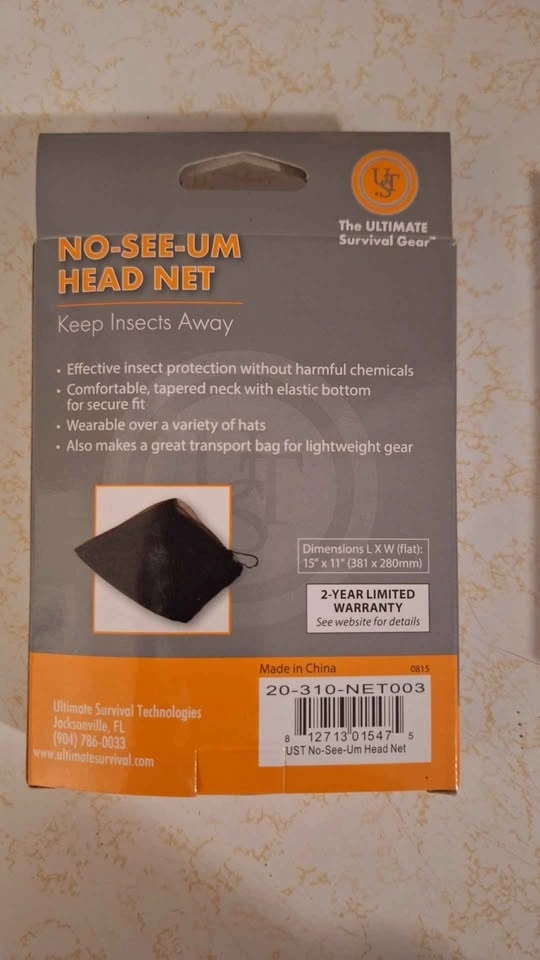 UST
The ULTIMATE
Survival Gear™
NO-SEE-UM
HEAD NET
Keep Insects Away
• Effective insect protection without harmful chemicals
• Comfortable, tapered neck with elastic bottom
for secure fit
• Wearable over a variety of hats
• Also makes a great transport bag for lightweight gear
Dimensions L X W (flat):
15" x 11" (381 x 280mm)
2-YEAR LIMITED
WARRANTY
See website for details
Made in China 0815
20-310-NET003
8 12713 01547 5
UST No-See-Um Head Net
Ultimate Survival Technologies
Jacksonville, FL
(904) 786-0033
www.ultimatesurvival.com